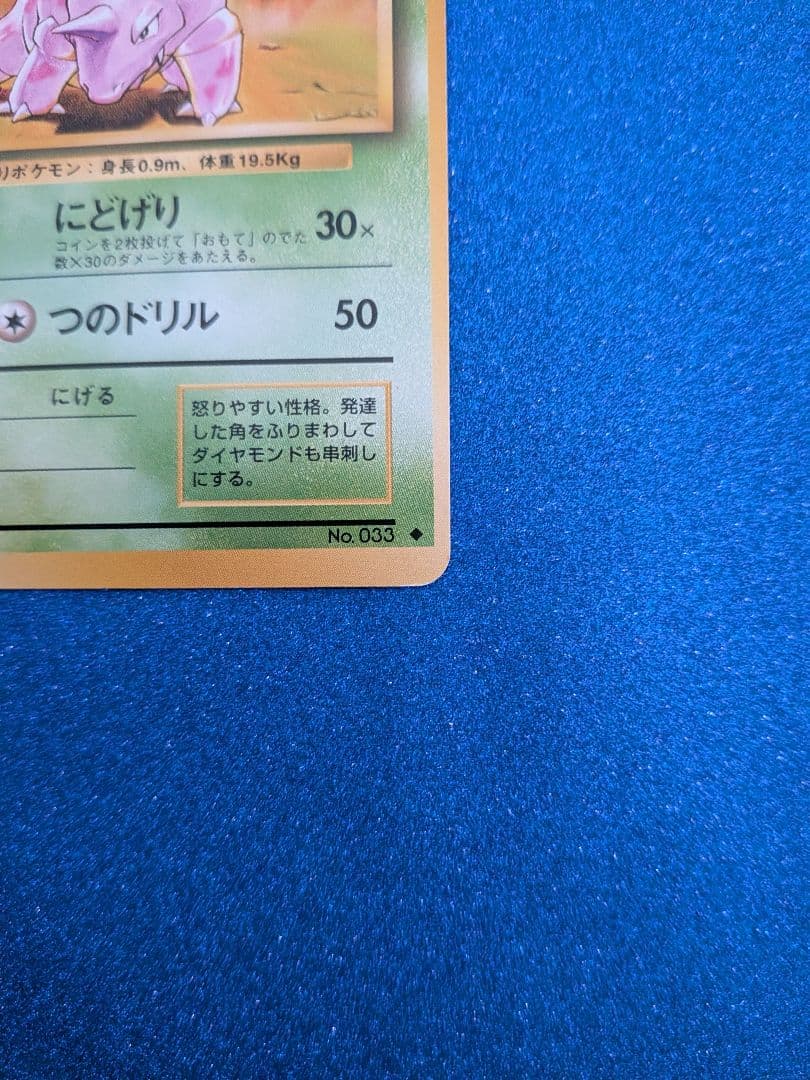 りポケモン：身長0.9m、体重19.5Kg
にどげり 30×
コインを2枚投げて「おもて」のでた
数×30のダメージをあたえる。
つのドリル 50
にげる
怒りやすい性格。発達
した角をふりまわして
ダイヤモンドも串刺し
にする。
No. 033 ◆